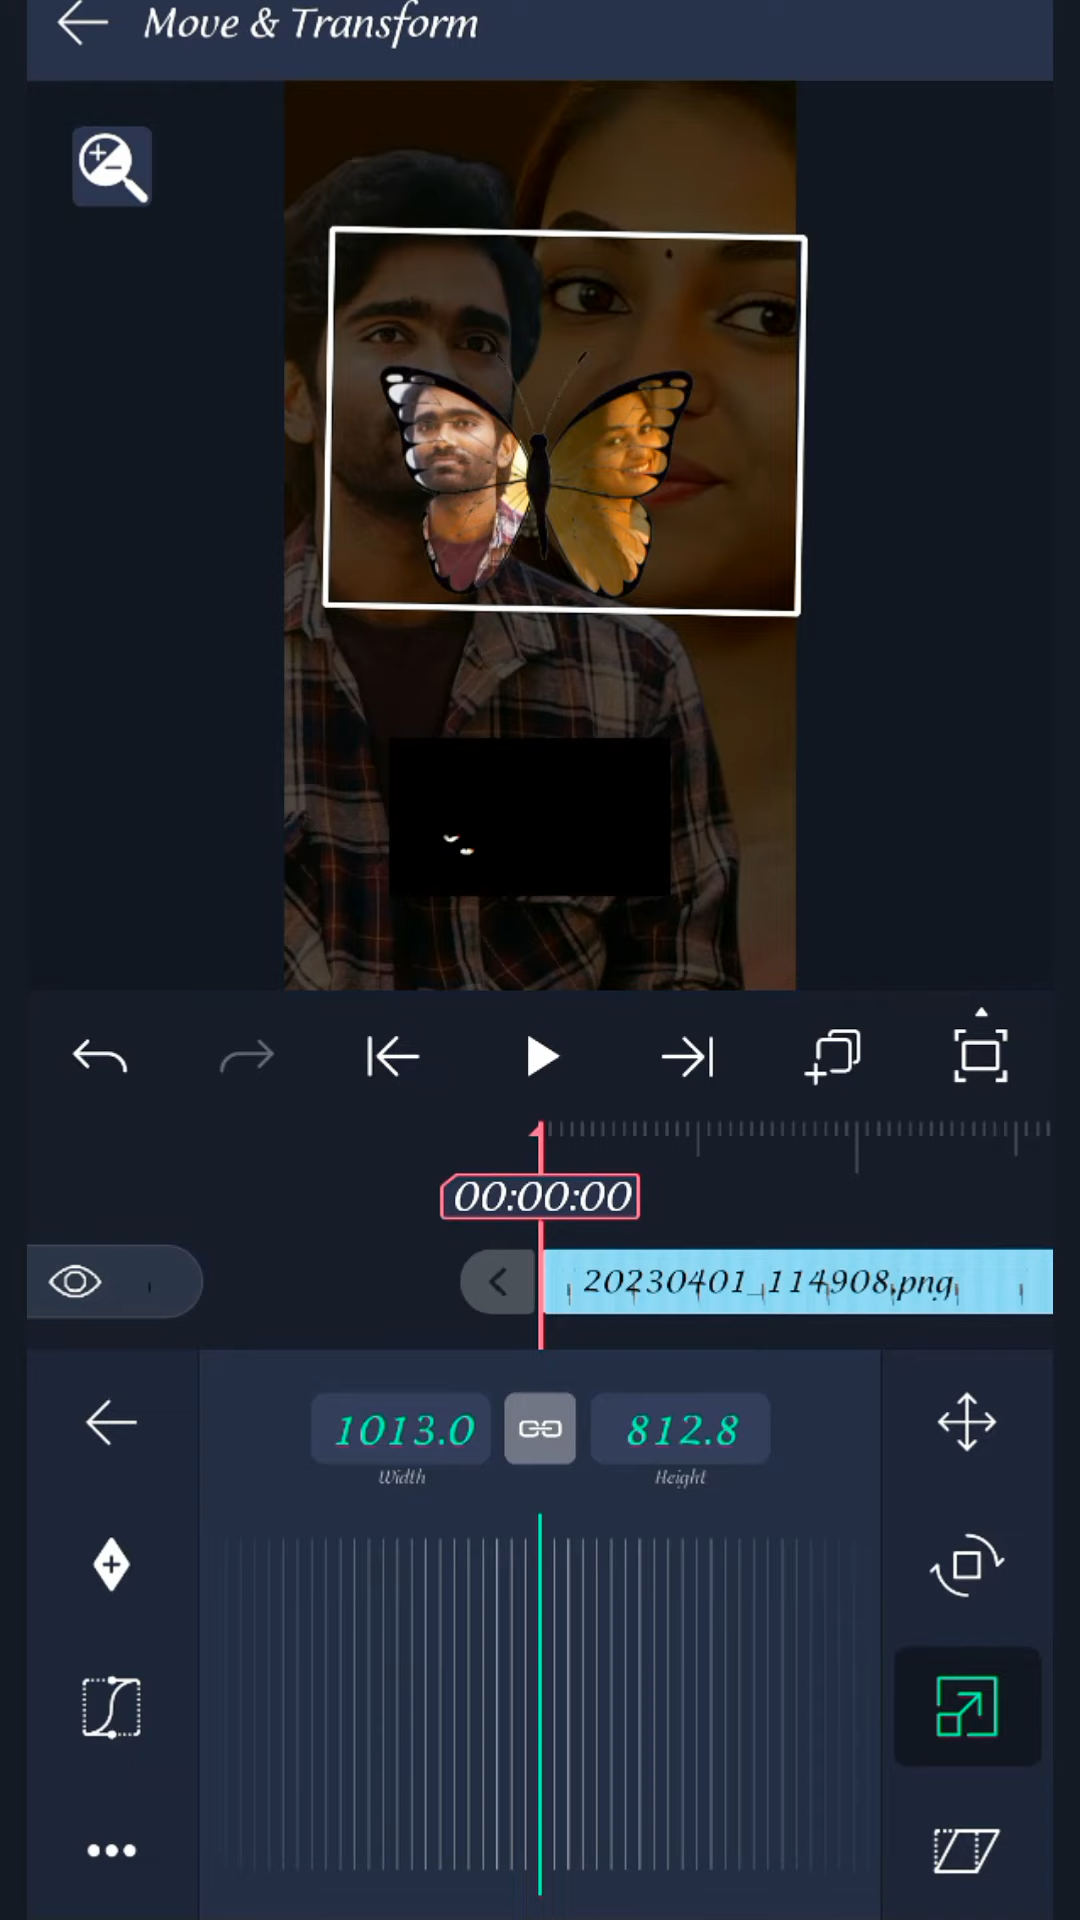 Move & Transform
00:00:00
20230401_114908.png
1013.0
812.8
Width
Height